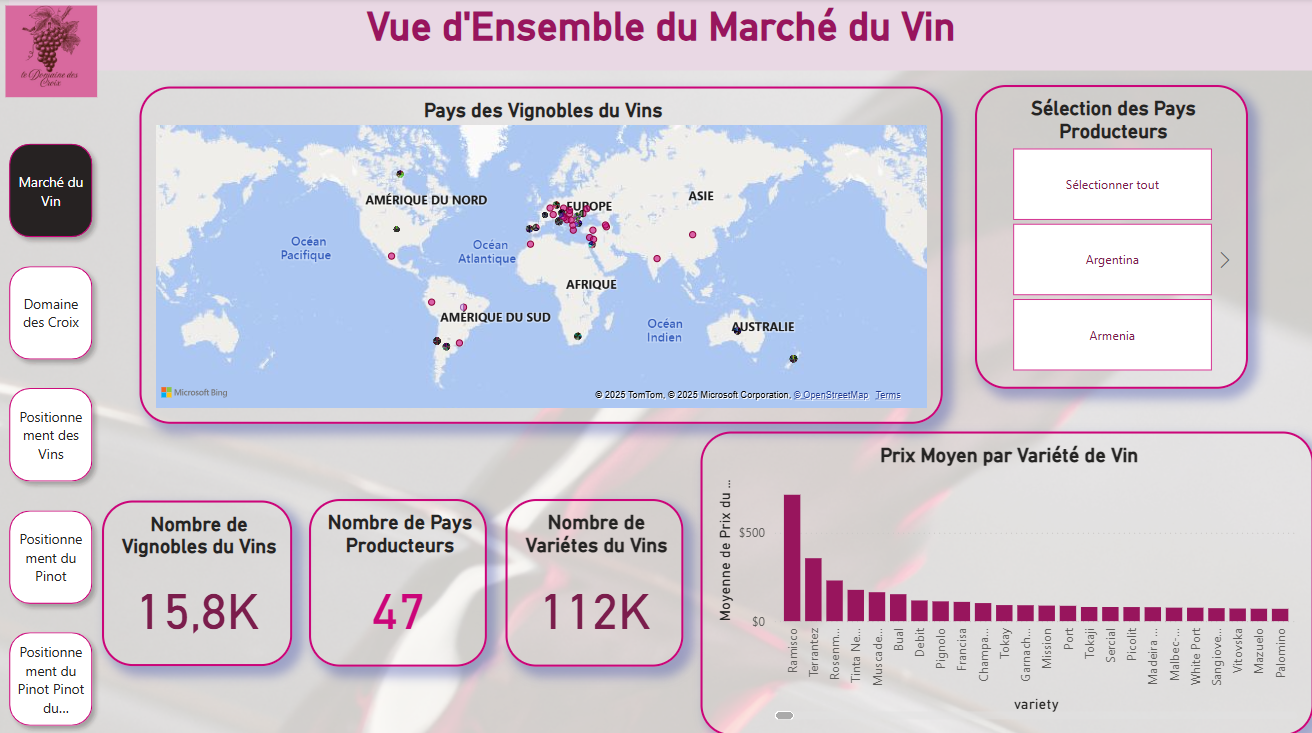 Vue d'Ensemble du Marché du Vin
le Domaine des
Croix
Marché du
Vin
Domaine
des Croix
Positionne
ment des
Vins
Positionne
ment du
Pinot
Positionne
ment du
Pinot Pinot
du...
Pays des Vignobles du Vins
AMÉRIQUE DU NORD
EUROPE
ASIE
Océan
Pacifique
Océan
Atlantique
AFRIQUE
AMÉRIQUE DU SUD
Océan
Indien
AUSTRALIE
Microsoft Bing
© 2025 TomTom, © 2025 Microsoft Corporation, © OpenStreetMap Terms
Sélection des Pays
Producteurs
Sélectionner tout
Argentina
Armenia
Nombre de
Vignobles du Vins
15,8K
Nombre de Pays
Producteurs
47
Nombre de
Variétes du Vins
112K
Prix Moyen par Variété de Vin
Moyenne de Prix du ...
$500
$0
Ramisco
Terrantez
Rosenm...
Tinta Ne...
Muscade...
Bual
Debit
Pignolo
Francisa
Champa...
Tokay
Garnach...
Mission
Port
Tokaji
Sercial
Picolit
Madeira ...
Malbec-...
White Port
Sangiove...
Vitovska
Mazuelo
Palomino
variety